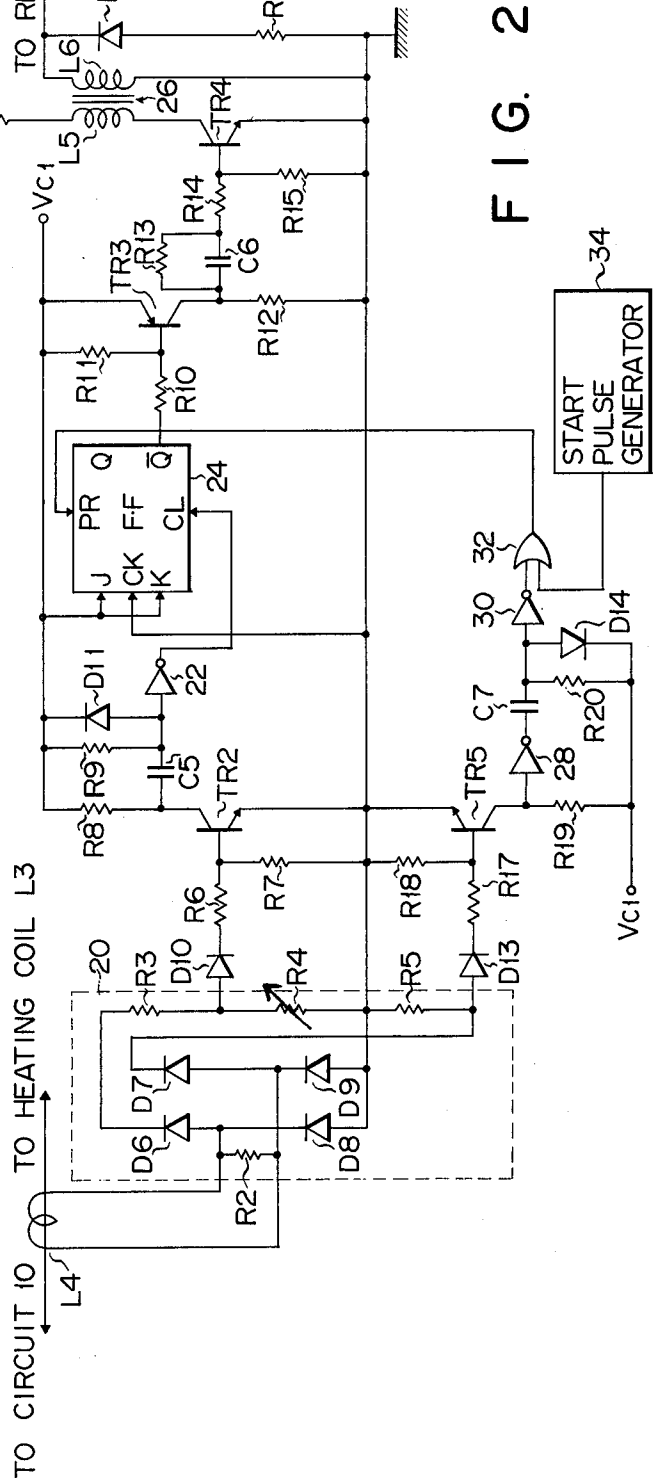 TO CIRCUIT 10
TO HEATING COIL L3
TO R
L4
20
R2
D6
D7
D8
D9
R3
R4
R5
D10
D13
R6
R7
R18
R17
R8
R9
D11
C5
TR2
22
TR5
R19
VC1
28
C7
R20
D14
30
32
J
CK
K
PR
F·F
CL
Q
Q̅
24
R11
R10
TR3
R12
R13
C6
R14
R15
VC1
TR4
L5
L6
26
R
START
PULSE
GENERATOR
34
FIG. 2